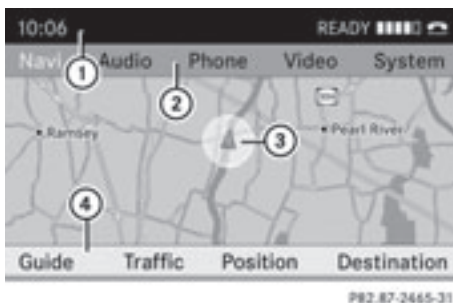 10:06 READY
Navi Audio Phone Video System
1
2
Ramsey
Pearl River
3
4
Guide Traffic Position Destination
P82.87-2465-31